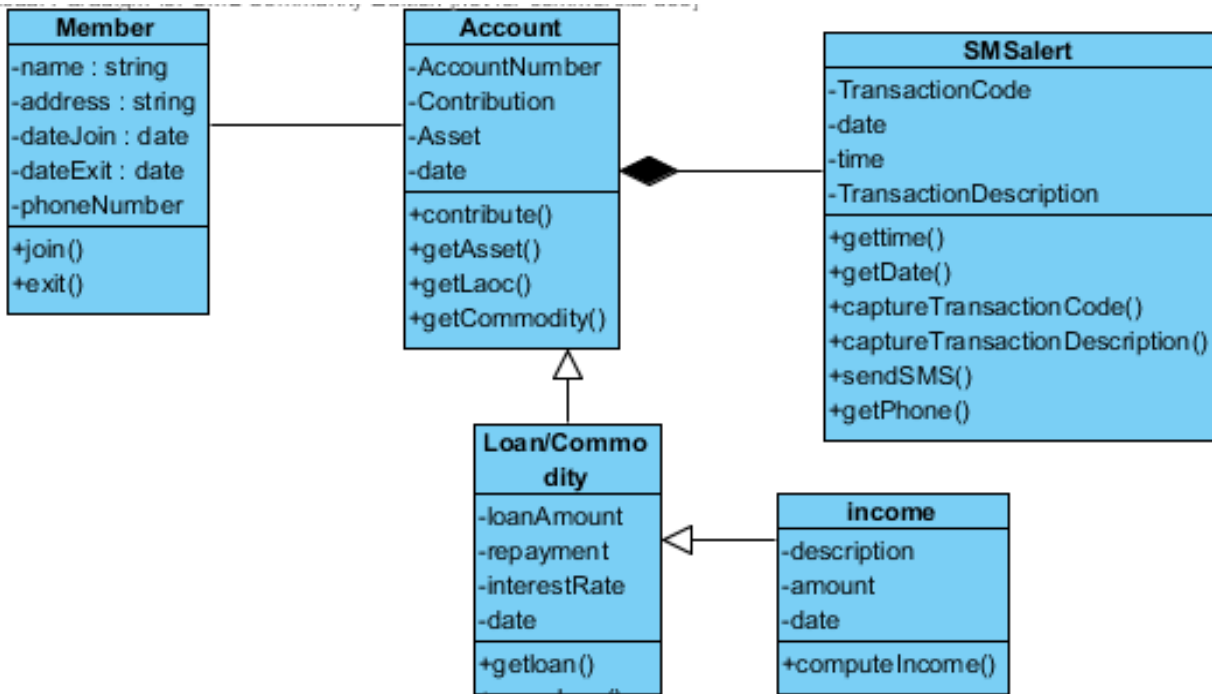 Member
-name : string
-address : string
-dateJoin : date
-dateExit : date
-phoneNumber
+join()
+exit()
Account
-AccountNumber
-Contribution
-Asset
-date
+contribute()
+getAsset()
+getLaoc()
+getCommodity()
SMSalert
-TransactionCode
-date
-time
-TransactionDescription
+gettime()
+getDate()
+captureTransactionCode()
+captureTransactionDescription()
+sendSMS()
+getPhone()
Loan/Commo
dity
-loanAmount
-repayment
-interestRate
-date
+getloan()
income
-description
-amount
-date
+computeIncome()